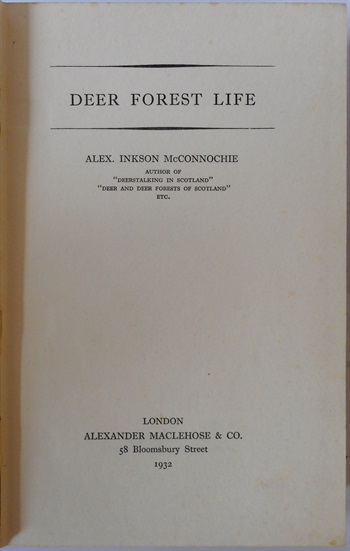 DEER FOREST LIFE
ALEX. INKSON McCONNOCHIE
AUTHOR OF
"DEERSTALKING IN SCOTLAND"
"DEER AND DEER FORESTS OF SCOTLAND"
ETC.
LONDON
ALEXANDER MACLEHOSE & CO.
58 Bloomsbury Street
1932